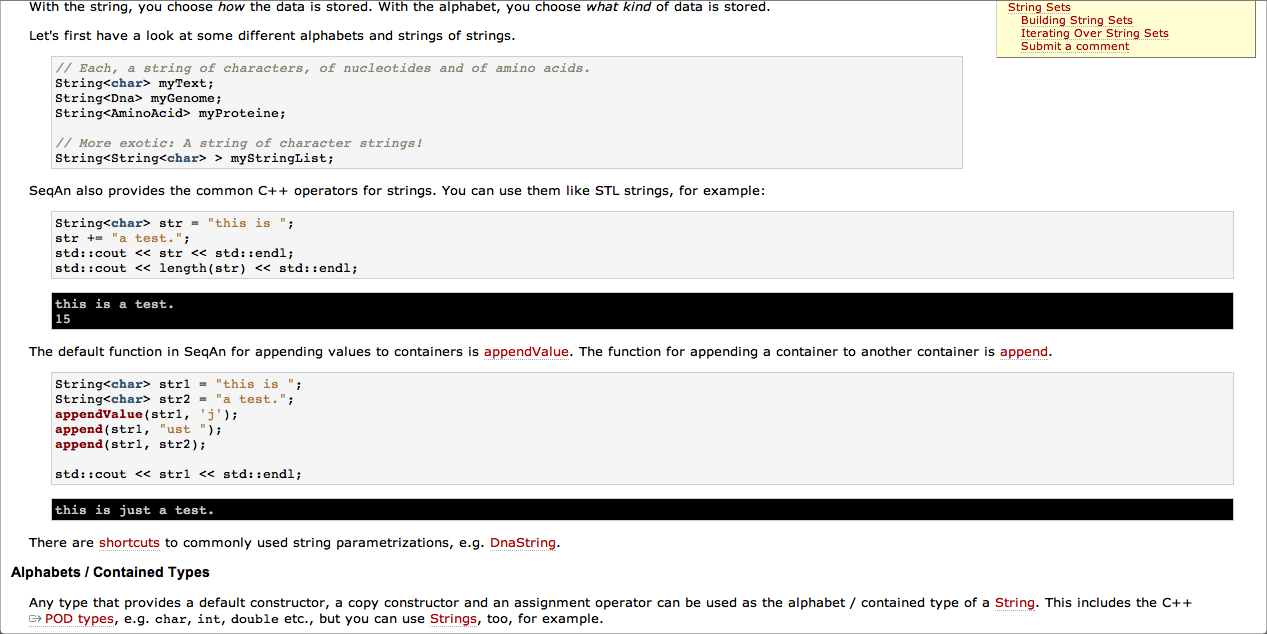 With the string, you choose how the data is stored. With the alphabet, you choose what kind of data is stored.
String Sets
Building String Sets
Iterating Over String Sets
Submit a comment
Let's first have a look at some different alphabets and strings of strings.
// Each, a string of characters, of nucleotides and of amino acids.
String<char> myText;
String<Dna> myGenome;
String<AminoAcid> myProteine;
// More exotic: A string of character strings!
String<String<char> > myStringList;
SeqAn also provides the common C++ operators for strings. You can use them like STL strings, for example:
String<char> str = "this is ";
str += "a test.";
std::cout << str << std::endl;
std::cout << length(str) << std::endl;
this is a test.
15
The default function in SeqAn for appending values to containers is appendValue. The function for appending a container to another container is append.
String<char> str1 = "this is ";
String<char> str2 = "a test.";
appendValue(str1, 'j');
append(str1, "ust ");
append(str1, str2);
std::cout << str1 << std::endl;
this is just a test.
There are shortcuts to commonly used string parametrizations, e.g. DnaString.
Alphabets / Contained Types
Any type that provides a default constructor, a copy constructor and an assignment operator can be used as the alphabet / contained type of a String. This includes the C++
POD types, e.g. char, int, double etc., but you can use Strings, too, for example.